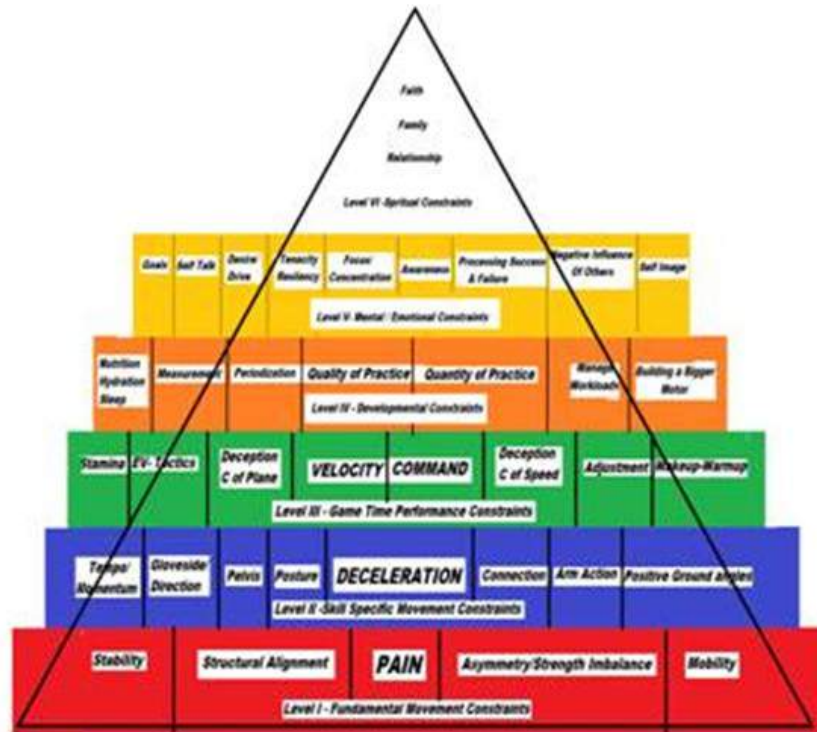 Faith
Family
Relationship
Level VI -Spritual Constraints
Goals
Self Talk
Desire/
Drive
Tenacity
Resiliency
Focus/
Concentration
Awareness
Processing Success
& Failure
Negative Influence
Of Others
Self Image
Level V- Mental / Emotional Constraints
Nutrition
Hydration
Sleep
Measurement
Periodization
Quality of Practice
Quantity of Practice
Manage
Workloads
Building a Bigger
Motor
Level IV - Developmental Constraints
Stamina
EV- Tactics
Deception
C of Plane
VELOCITY
COMMAND
Deception
C of Speed
Adjustment
Makeup-Warmup
Level III - Game Time Performance Constraints
Tempo/
Momentum
Gloveside/
Direction
Pelvis
Posture
DECELERATION
Connection
Arm Action
Positive Ground angles
Level II -Skill Specific Movement Constraints
Stability
Structural Alignment
PAIN
Asymmetry/Strength Imbalance
Mobility
Level I - Fundamental Movement Constraints